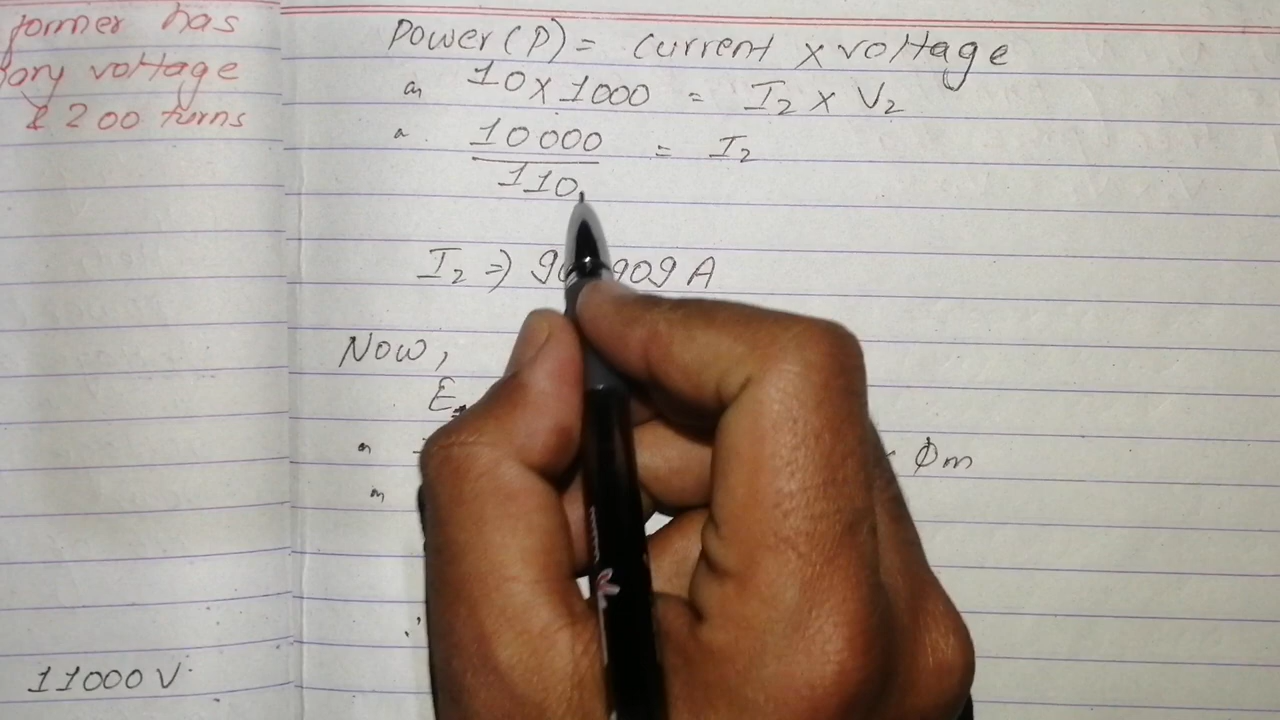 former has
ory voltage
& 200 turns
11000 V
Power (P) = Current x voltage
10 x 1000 = I₂ x V₂
10000
110
= I₂
I₂ => 909 A
Now,
E
φm